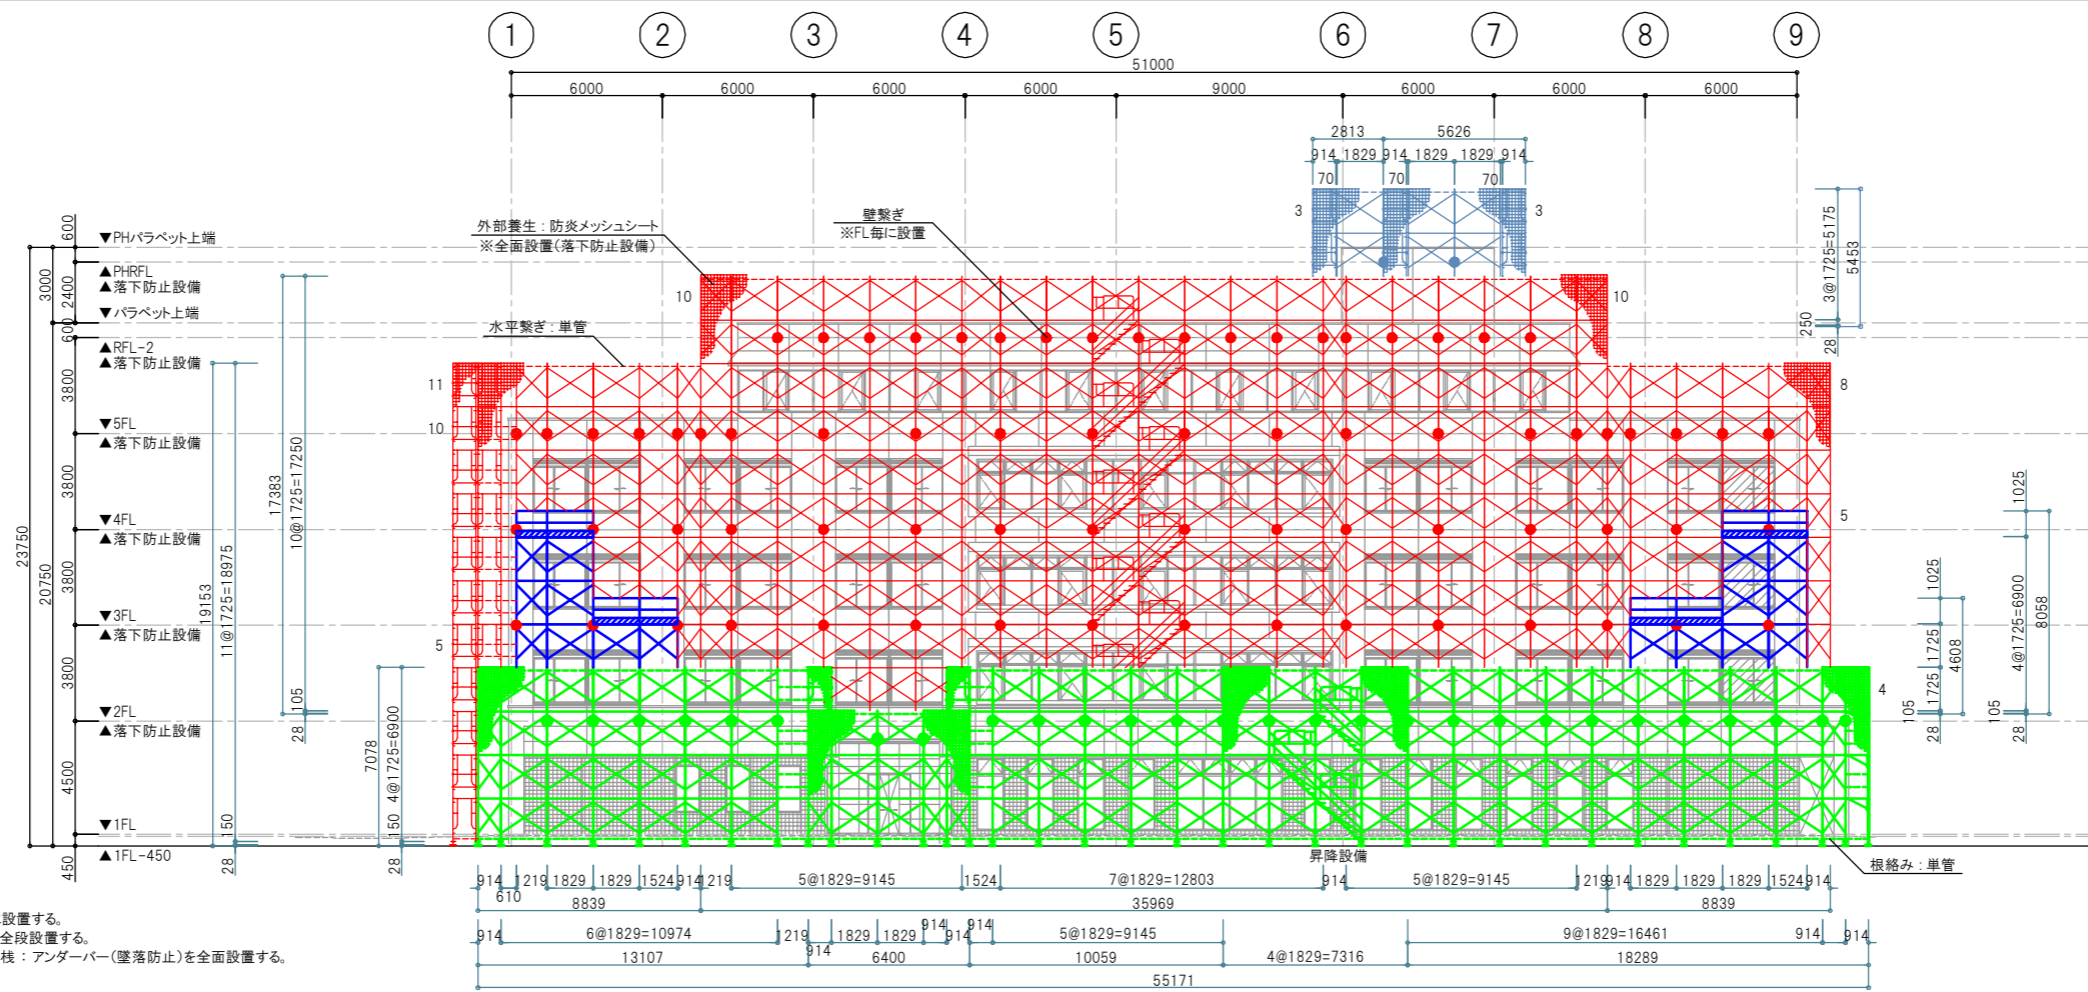 1 2 3 4 5 6 7 8 9
51000
6000 6000 6000 6000 9000 6000 6000 6000
2813 5626
914 1829 914 1829 1829 914
70 70 70
3 3
3@1725=5175
5453
250
28
外部養生：防炎メッシュシート
※全面設置(落下防止設備)
壁繋ぎ
※FL毎に設置
水平繋ぎ：単管
10 10
11 8
10
5 5
4
▼PHパラペット上端
▲PHRFL
▲落下防止設備
▼パラペット上端
▲RFL-2
▲落下防止設備
▼5FL
▲落下防止設備
▼4FL
▲落下防止設備
▼3FL
▲落下防止設備
▼2FL
▲落下防止設備
▼1FL
▲1FL-450
600
3000
2400
600
3800
3800
3800
3800
4500
450
23750
20750
19153
11@1725=18975
150
28
17383
10@1725=17250
105
28
7078
4@1725=6900
150
28
1025
1725
1725
4608
105
28
1025
4@1725=6900
8058
105
28
昇降設備
根絡み：単管
914 610 1219 1829 1829 1524 914 1219 5@1829=9145 1524 7@1829=12803 914 5@1829=9145 1219 914 1829 1829 1829 1524 914
8839 35969 8839
914 6@1829=10974 1219 914 1829 1829 914 914 914 5@1829=9145 9@1829=16461 914 914
13107 6400 10059 4@1829=7316 18289
55171
設置する。
全段設置する。
桟：アンダーバー(墜落防止)を全面設置する。